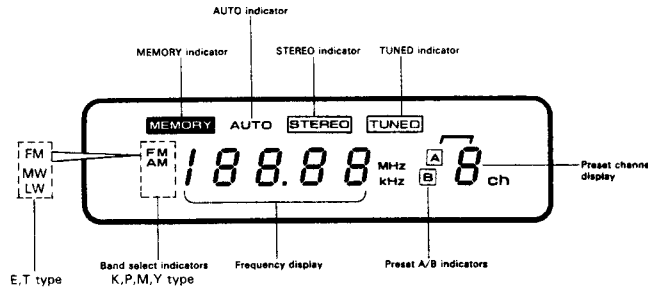 AUTO indicator
MEMORY indicator
STEREO indicator
TUNED indicator
MEMORY AUTO STEREO TUNED
FM
MW
LW
FM
AM
188.88
MHz
kHz
A
B
8 ch
Preset channel
display
E,T type
Band select indicators
K,P,M,Y type
Frequency display
Preset A/B indicators